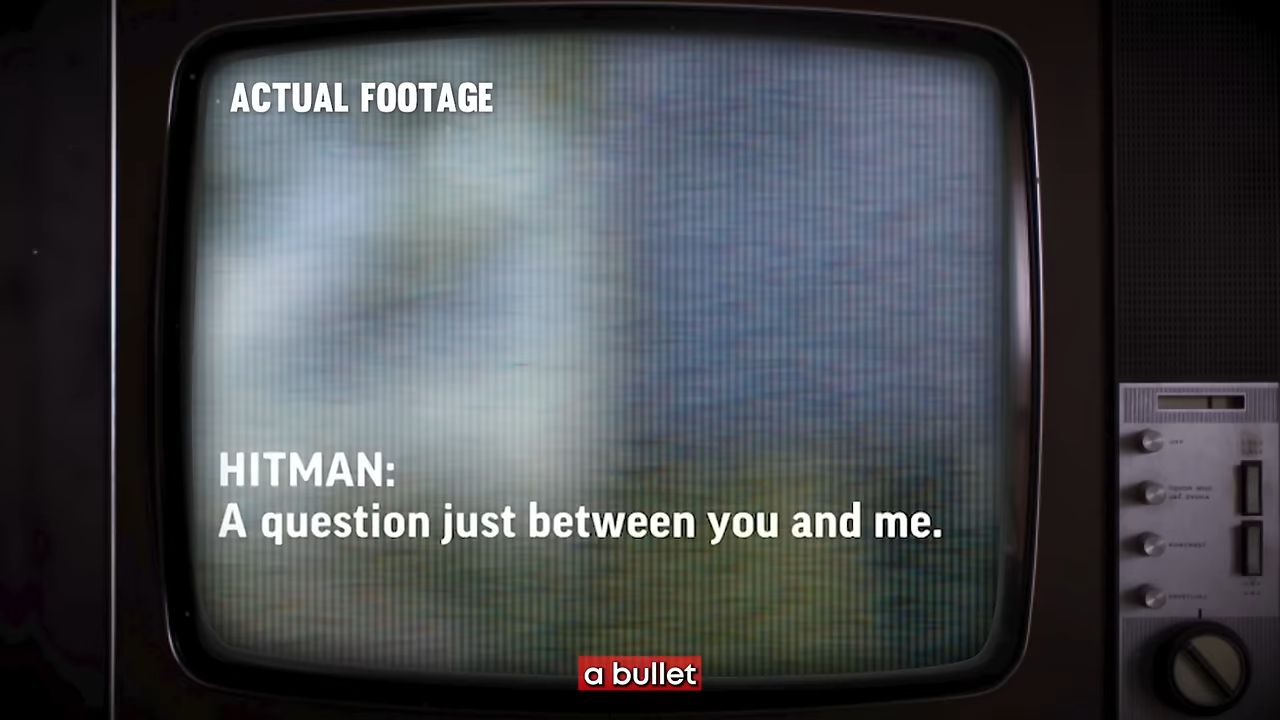 ACTUAL FOOTAGE
HITMAN:
A question just between you and me.
a bullet